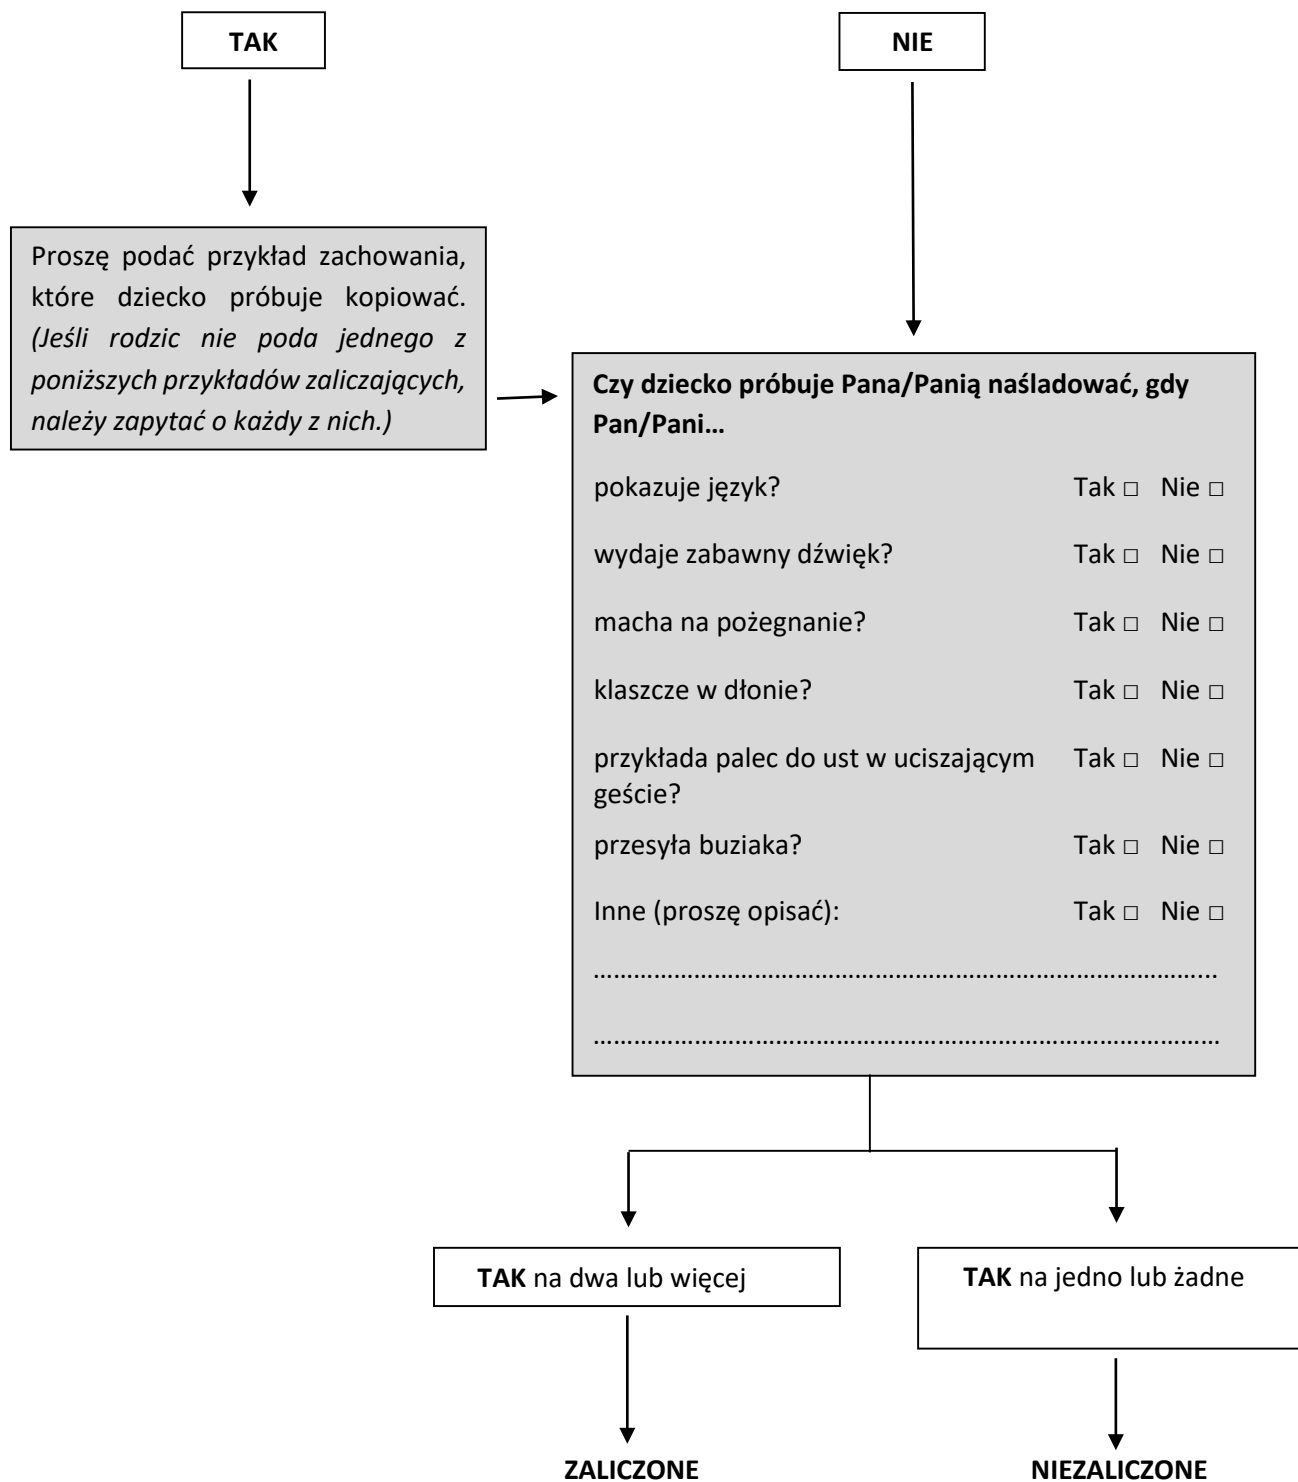 TAK
NIE
Proszę podać przykład zachowania,
które dziecko próbuje kopiować.
(Jeśli rodzic nie poda jednego z
poniższych przykładów zaliczających,
należy zapytać o każdy z nich.)
Czy dziecko próbuje Pana/Panią naśladować, gdy
Pan/Pani…
pokazuje język? Tak □ Nie □
wydaje zabawny dźwięk? Tak □ Nie □
macha na pożegnanie? Tak □ Nie □
klaszcze w dłonie? Tak □ Nie □
przykłada palec do ust w uciszającym Tak □ Nie □
geście?
przesyła buziaka? Tak □ Nie □
Inne (proszę opisać): Tak □ Nie □
…………………………………………………………………………………...
……………………………………………………………………………………
TAK na dwa lub więcej
TAK na jedno lub żadne
ZALICZONE
NIEZALICZONE